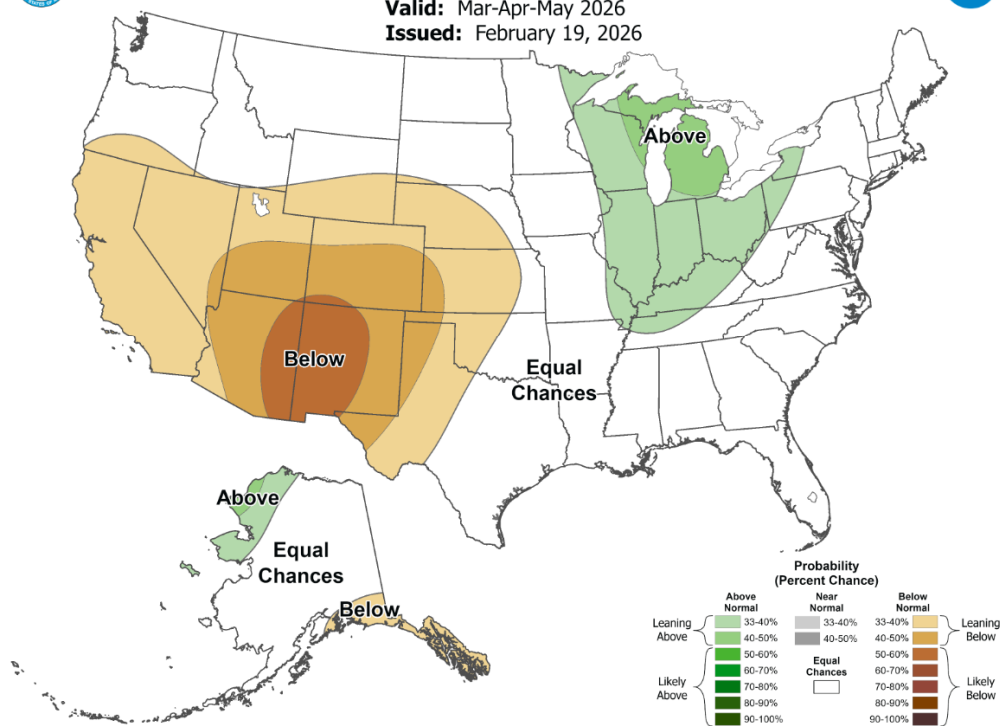 Valid: Mar-Apr-May 2026
Issued: February 19, 2026
Above
Below
Equal
Chances
Above
Equal
Chances
Below
Probability
(Percent Chance)
Above
Normal
Near
Normal
Below
Normal
Leaning
Above
33-40%
40-50%
33-40%
40-50%
33-40%
40-50%
Leaning
Below
Likely
Above
50-60%
60-70%
70-80%
80-90%
90-100%
Equal
Chances
50-60%
60-70%
70-80%
80-90%
90-100%
Likely
Below